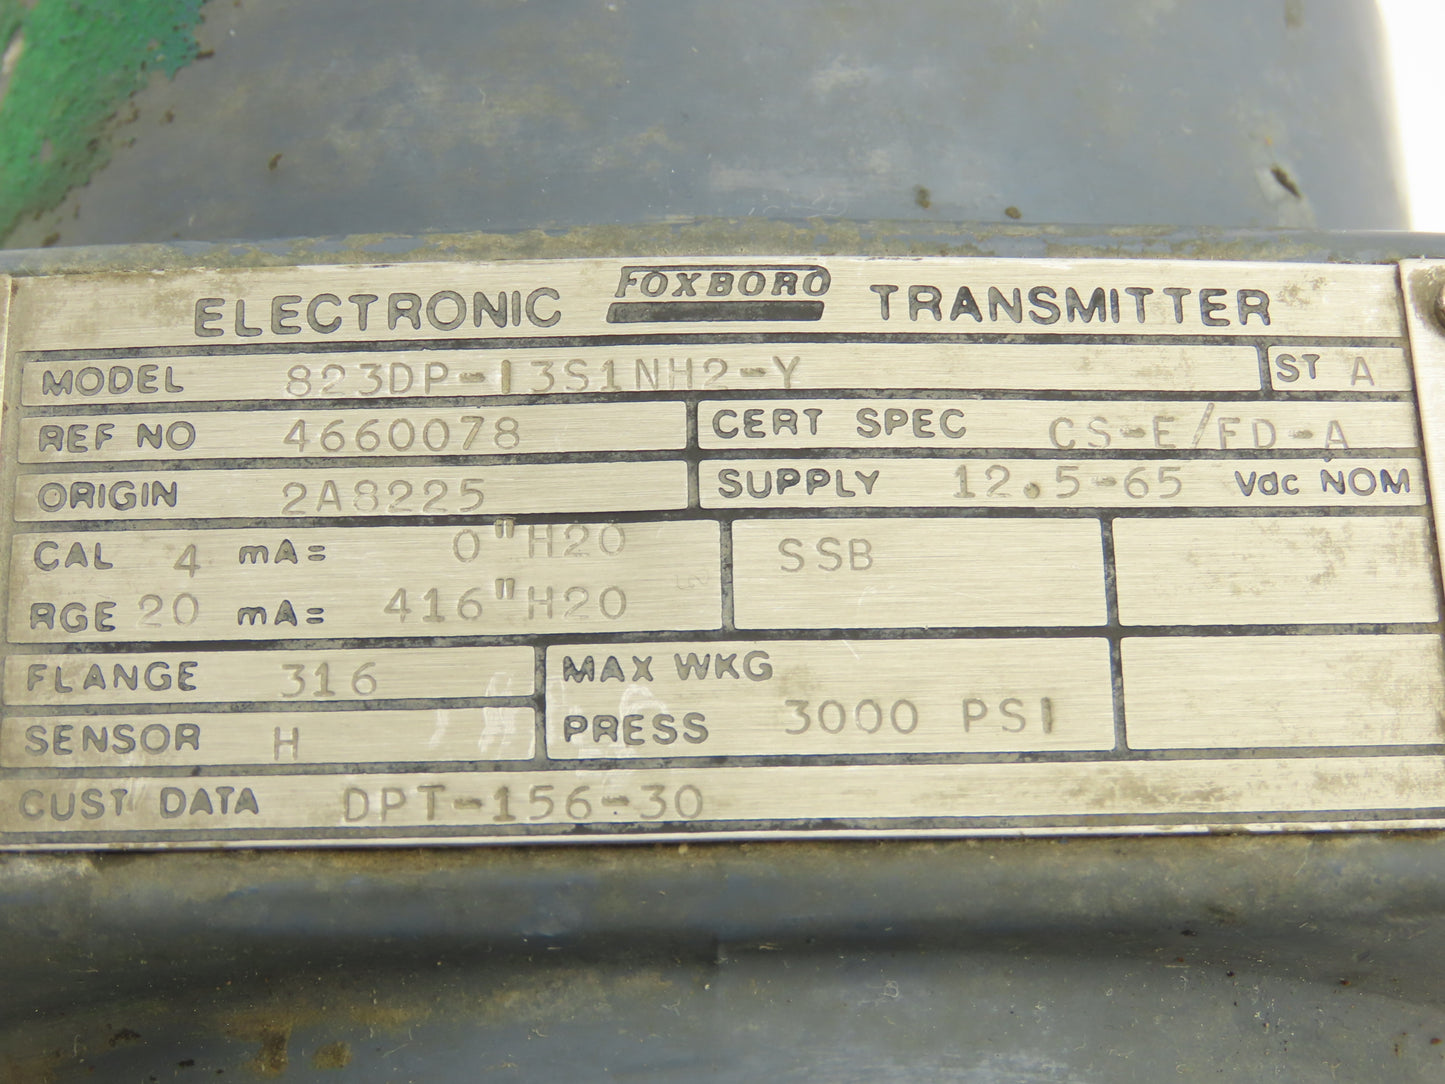 ELECTRONIC FOXBORO TRANSMITTER
MODEL 823DP-I3S1NH2-Y ST A
REF NO 4660078 CERT SPEC CS-E/FD-A
ORIGIN 2A8225 SUPPLY 12.5-65 Vdc NOM
CAL 4 mA= 0"H20 SSB
RGE 20 mA= 416"H20
FLANGE 316 MAX WKG
SENSOR H PRESS 3000 PSI
CUST DATA DPT-156-30